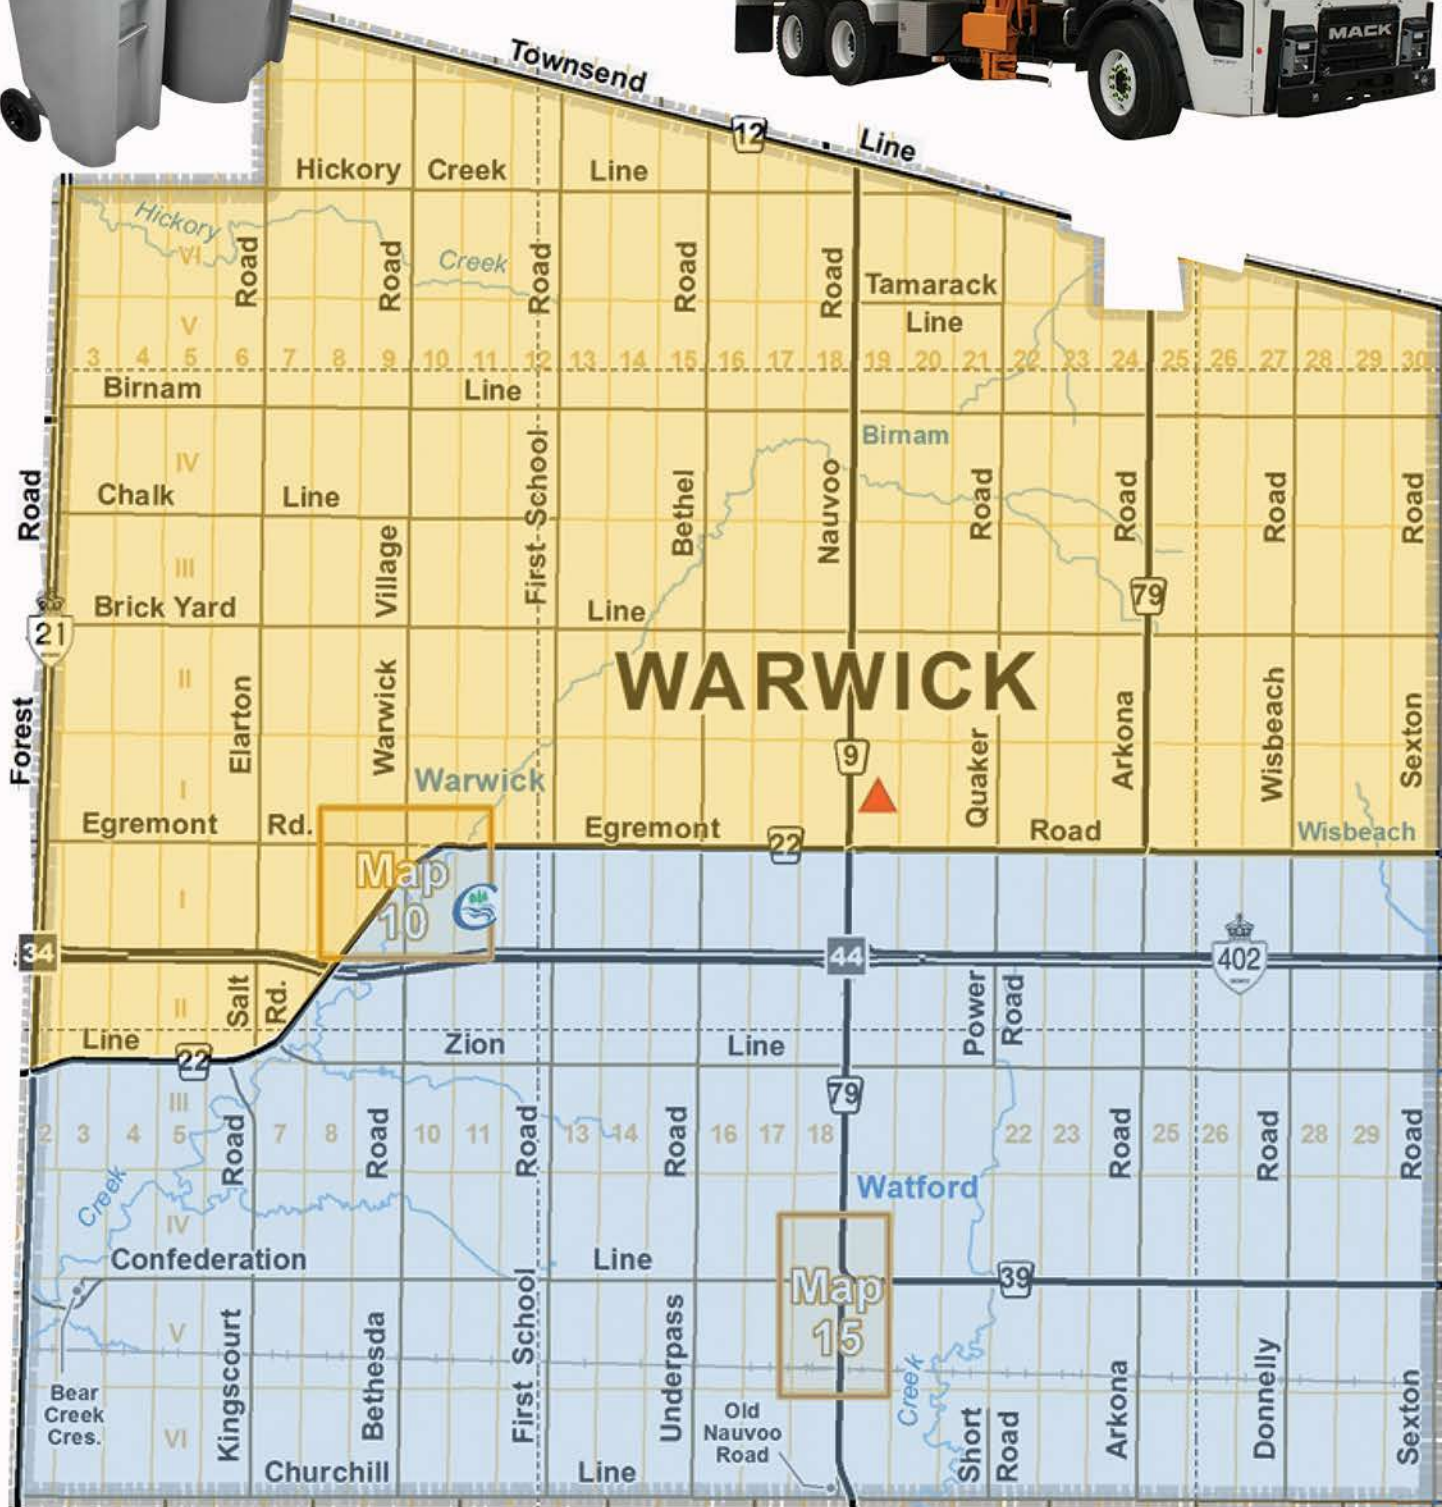 MACK
Townsend
12
Line
Hickory Creek Line
Hickory
Creek
VI
Road
Road
Road
Road
Road
Tamarack
Line
V
3 4 5 6 7 8 9 10 11 12 13 14 15 16 17 18 19 20 21 22 23 24 25 26 27 28 29 30
Birnam Line
Birnam
IV
Chalk Line
Road
First School
Bethel
Nauvoo
Road
Road
Road
Road
III
Village
Brick Yard Line
79
21
WARWICK
II
Forest
Elarton
Warwick
Quaker
Arkona
Wisbeach
Sexton
9
I
Warwick
Egremont Rd.
Egremont
22
Road
Wisbeach
Map
10
I
34
44
402
Salt
Rd.
II
Power
Road
Line
22
Zion Line
79
III
2 3 4 5 7 8 10 11 13 14 16 17 18 22 23 25 26 28 29
Road
Road
Road
Road
Road
Road
Road
Creek
IV
Watford
Confederation Line
39
Map
15
V
Kingscourt
Bethesda
First School
Underpass
Creek
Arkona
Donnelly
Sexton
Bear
Creek
Cres.
VI
Old
Nauvoo
Road
Short
Road
Churchill Line